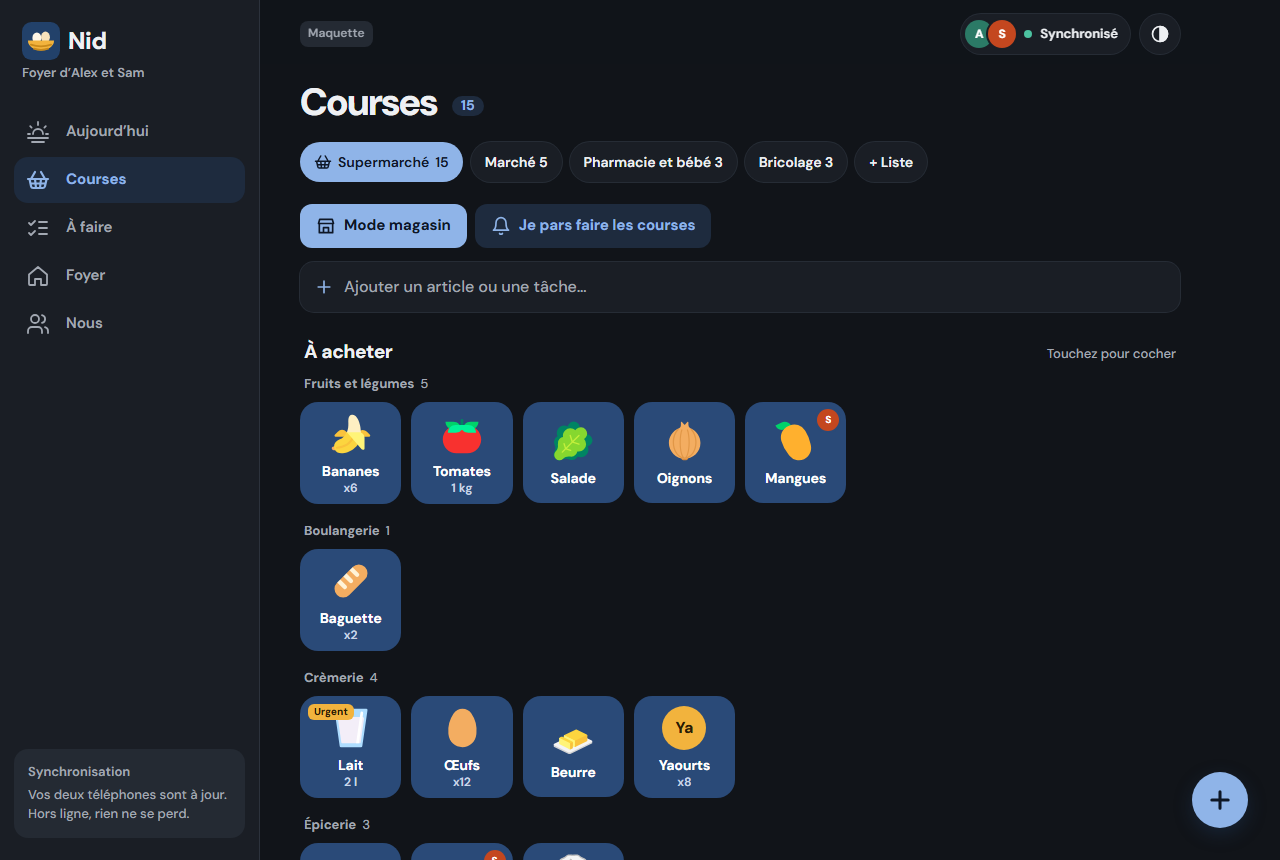 Nid
Foyer d’Alex et Sam
Aujourd’hui
Courses
À faire
Foyer
Nous
Synchronisation
Vos deux téléphones sont à jour.
Hors ligne, rien ne se perd.
Maquette
A S Synchronisé
Courses 15
Supermarché 15
Marché 5
Pharmacie et bébé 3
Bricolage 3
+ Liste
Mode magasin
Je pars faire les courses
Ajouter un article ou une tâche…
À acheter
Touchez pour cocher
Fruits et légumes 5
Bananes
x6
Tomates
1 kg
Salade
Oignons
S
Mangues
Boulangerie 1
Baguette
x2
Crèmerie 4
Urgent
Lait
2 l
Œufs
x12
Beurre
Ya
Yaourts
x8
Épicerie 3
S